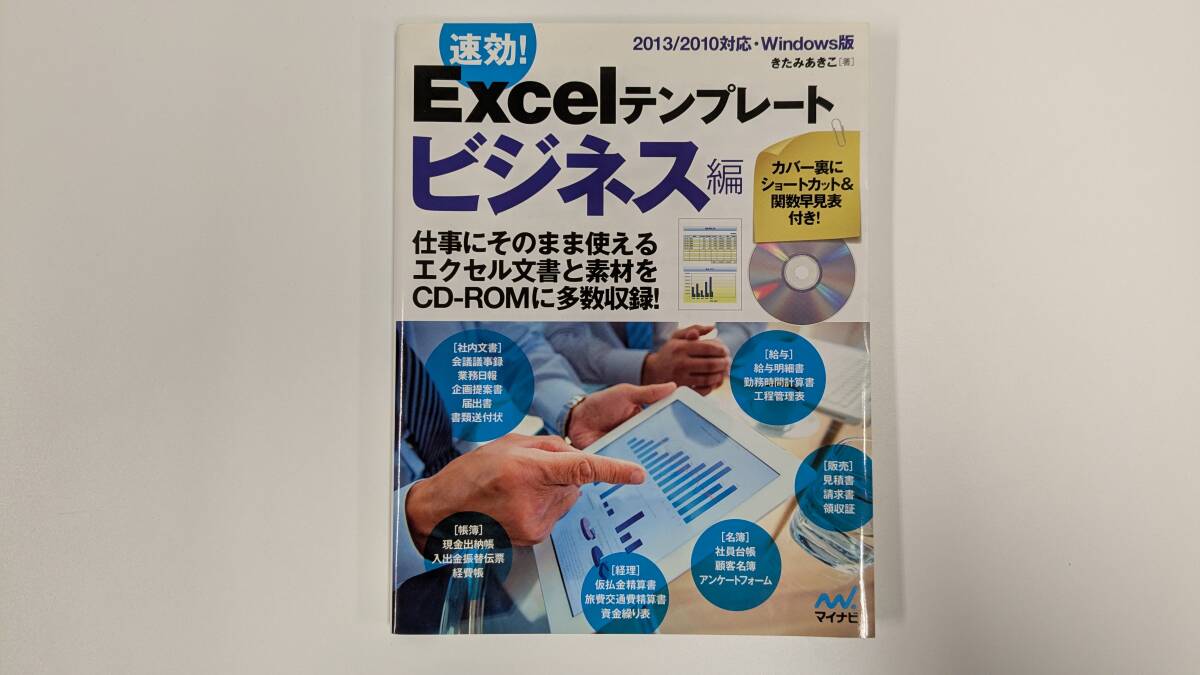 速効!
2013/2010対応・Windows版
きたみあきこ[著]
Excelテンプレート
ビジネス編
カバー裏に
ショートカット&
関数早見表
付き!
仕事にそのまま使える
エクセル文書と素材を
CD-ROMに多数収録!
[社内文書]
会議議事録
業務日報
企画提案書
届出書
書類送付状
[給与]
給与明細書
勤務時間計算書
工程管理表
[販売]
見積書
請求書
領収証
[帳簿]
現金出納帳
入出金振替伝票
経費帳
[経理]
仮払金精算書
旅費交通費精算書
資金繰り表
[名簿]
社員台帳
顧客名簿
アンケートフォーム
マイナビ